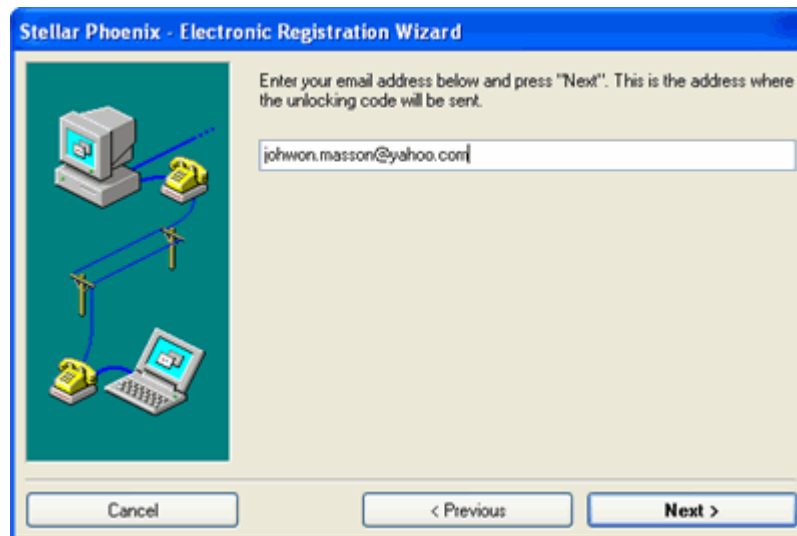 Stellar Phoenix - Electronic Registration Wizard
Enter your email address below and press "Next". This is the address where
the unlocking code will be sent.
johwon.masson@yahoo.com
Cancel
< Previous
Next >